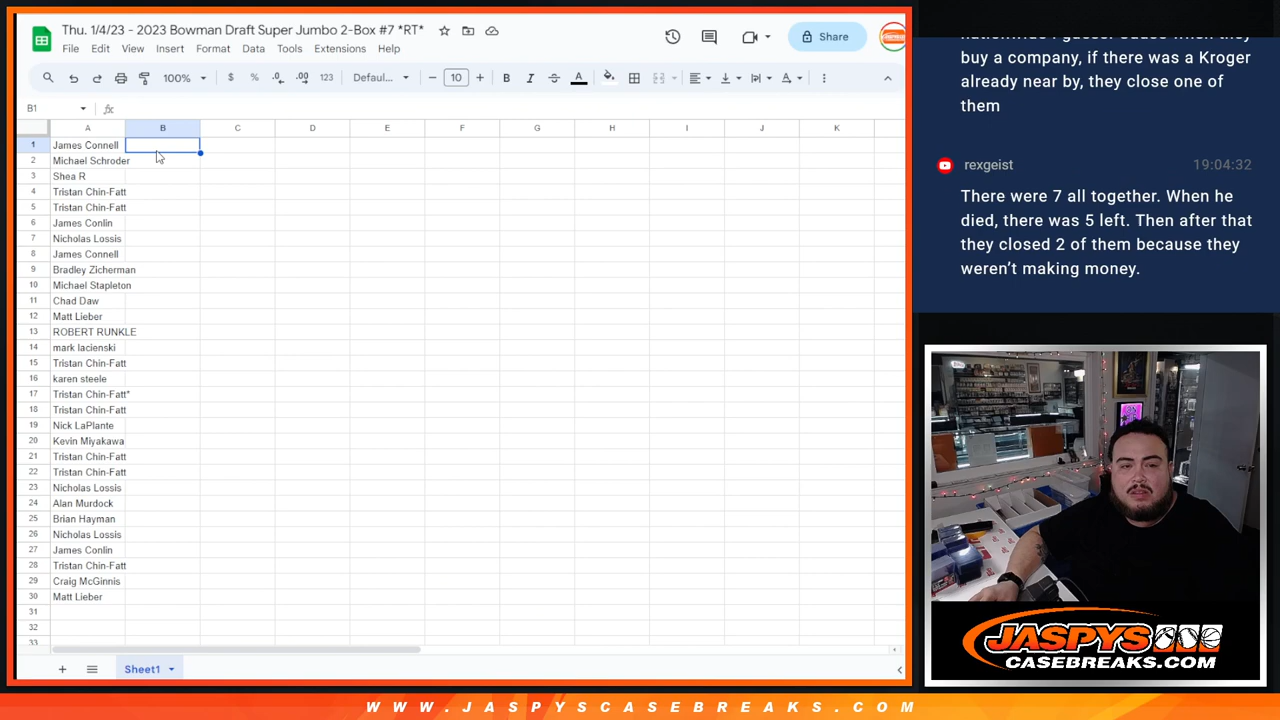 Thu. 1/4/23 - 2023 Bowman Draft Super Jumbo 2-Box #7 *RT*
File Edit View Insert Format Data Tools Extensions Help
Share
100% $ % .0 .00 123 Defaul... 10 B I A
B1 fx
A B C D E F G H I J K
1 James Connell
2 Michael Schroder
3 Shea R
4 Tristan Chin-Fatt
5 Tristan Chin-Fatt
6 James Conlin
7 Nicholas Lossis
8 James Connell
9 Bradley Zicherman
10 Michael Stapleton
11 Chad Daw
12 Matt Lieber
13 ROBERT RUNKLE
14 mark lacienski
15 Tristan Chin-Fatt
16 karen steele
17 Tristan Chin-Fatt*
18 Tristan Chin-Fatt
19 Nick LaPlante
20 Kevin Miyakawa
21 Tristan Chin-Fatt
22 Tristan Chin-Fatt
23 Nicholas Lossis
24 Alan Murdock
25 Brian Hayman
26 Nicholas Lossis
27 James Conlin
28 Tristan Chin-Fatt
29 Craig McGinnis
30 Matt Lieber
31
32
33
Sheet1
buy a company, if there was a Kroger
already near by, they close one of
them
rexgeist 19:04:32
There were 7 all together. When he
died, there was 5 left. Then after that
they closed 2 of them because they
weren't making money.
JASPYS
CASEBREAKS.COM
WWW.JASPYSCASEBREAKS.COM